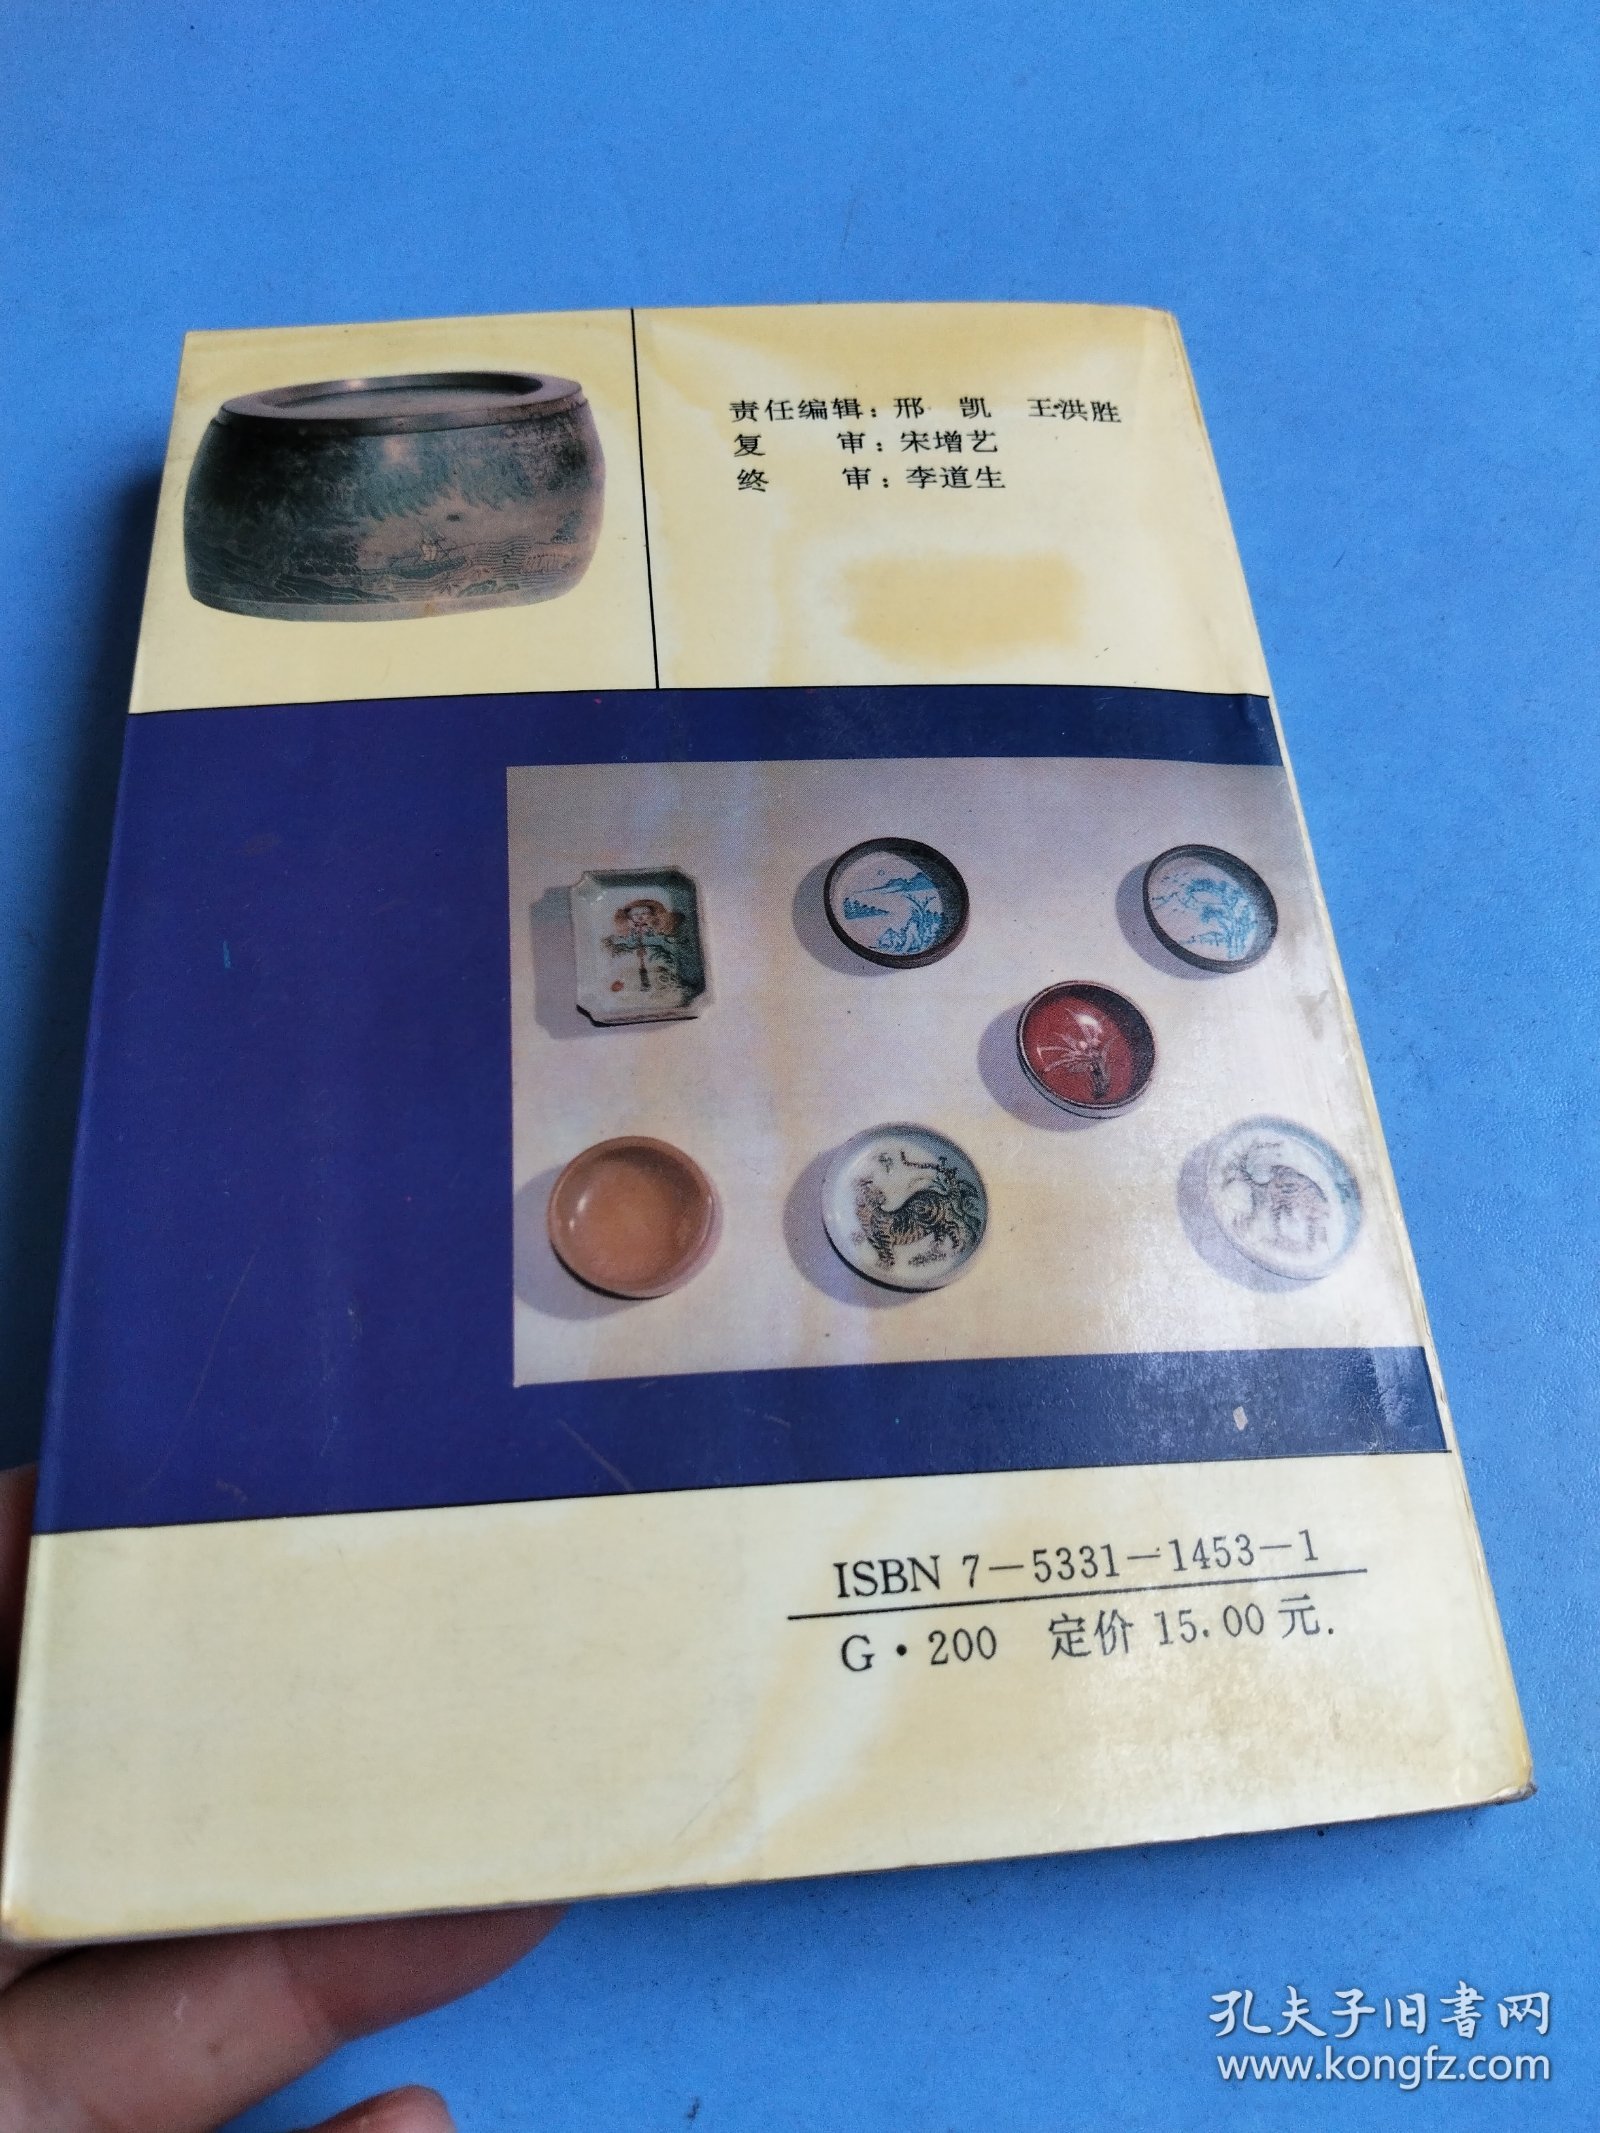 责任编辑：邢 凯 王洪胜
复 审：宋增艺
终 审：李道生
ISBN 7－5331－1453－1
G·200 定价 15.00元.
孔夫子旧书网
www.kongfz.com